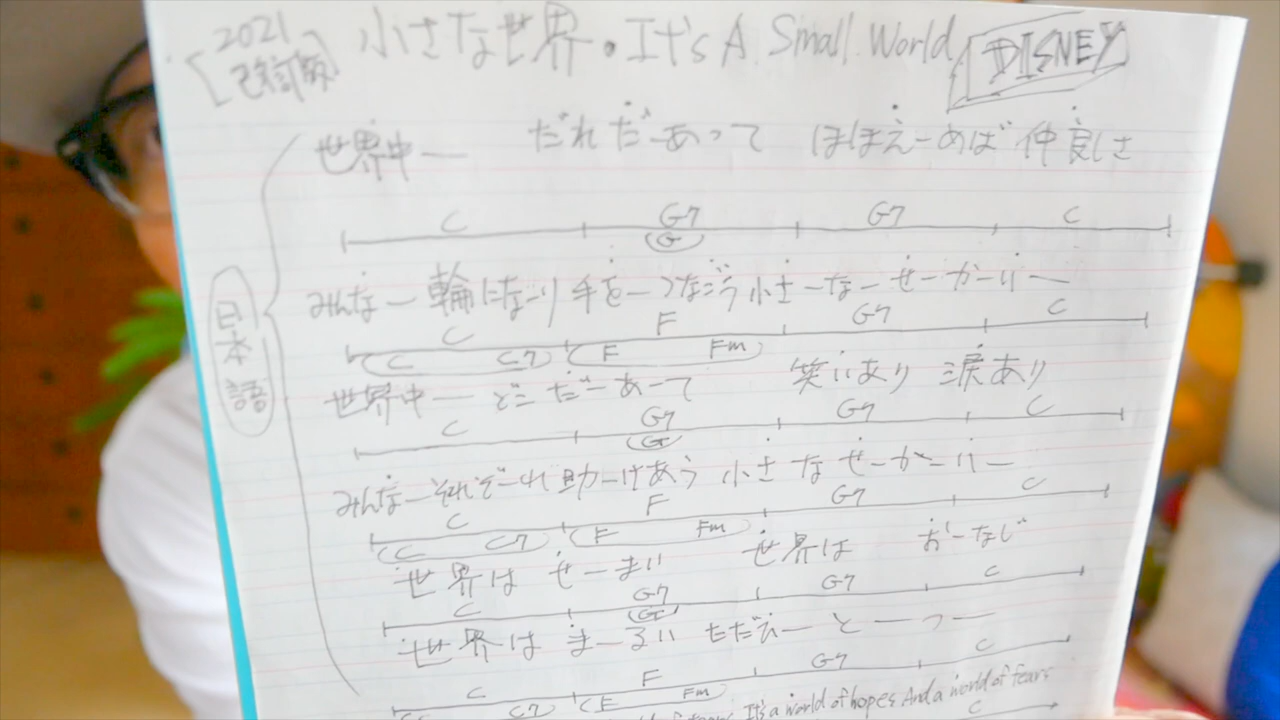 2021 小さな世界・It's A Small World DISNEY
[改訂版]
世界中ー だれだーあって ほほえーめば 仲良しさ
C G7 G7 C
(G)
みんなー輪になーり 手をーつなごう 小さーなーせーかーいー
C F G7 C
(C C7) (F Fm)
世界中ー どこだーあーって 笑いあり 涙あり
C G7 G7 C
(G)
日本語
みんなーそれぞーれ 助ーけあう 小さなせーかーいー
C F G7 C
(C C7) (F Fm)
世界は せーまい 世界は おーなじ
C G7 G7 C
(G)
世界は まーるい ただひー とーつー
C F G7 C
(C C7) (F Fm)
It's a world of hopes And a world of fears
C